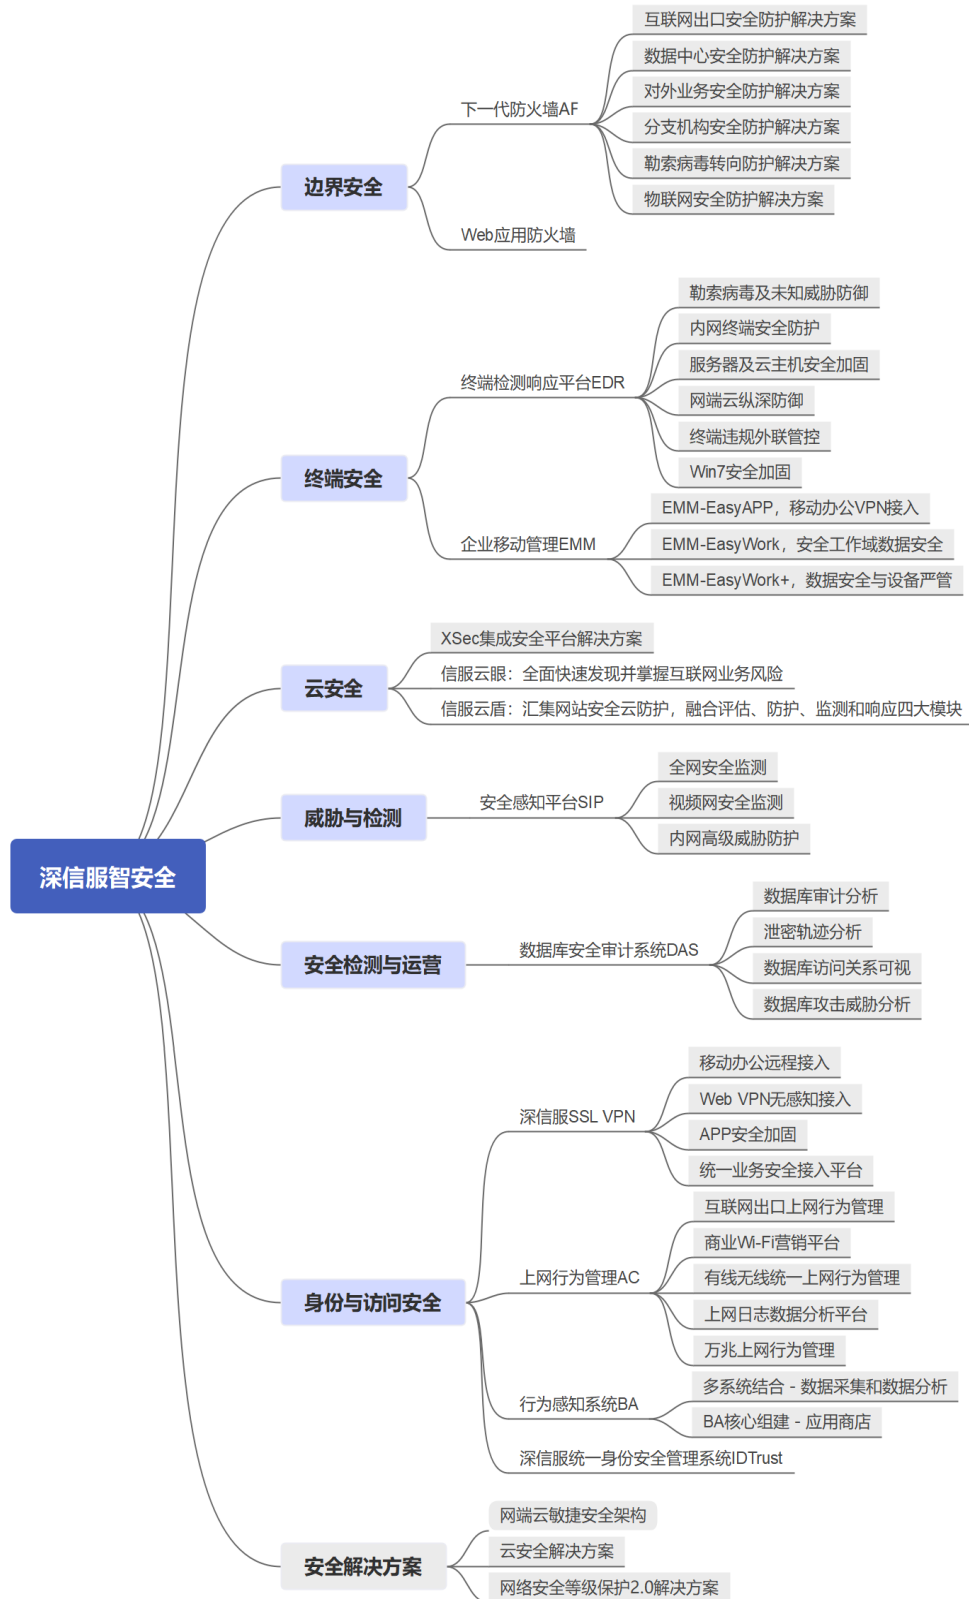 深信服智安全
边界安全
下一代防火墙AF
互联网出口安全防护解决方案
数据中心安全防护解决方案
对外业务安全防护解决方案
分支机构安全防护解决方案
勒索病毒转向防护解决方案
物联网安全防护解决方案
Web应用防火墙
终端安全
终端检测响应平台EDR
勒索病毒及未知威胁防御
内网终端安全防护
服务器及云主机安全加固
网端云纵深防御
终端违规外联管控
Win7安全加固
企业移动管理EMM
EMM-EasyAPP，移动办公VPN接入
EMM-EasyWork，安全工作域数据安全
EMM-EasyWork+，数据安全与设备严管
云安全
XSec集成安全平台解决方案
信服云眼：全面快速发现并掌握互联网业务风险
信服云盾：汇集网站安全云防护，融合评估、防护、监测和响应四大模块
威胁与检测
安全感知平台SIP
全网安全监测
视频网安全监测
内网高级威胁防护
安全检测与运营
数据库安全审计系统DAS
数据库审计分析
泄密轨迹分析
数据库访问关系可视
数据库攻击威胁分析
身份与访问安全
深信服SSL VPN
移动办公远程接入
Web VPN无感知接入
APP安全加固
统一业务安全接入平台
上网行为管理AC
互联网出口上网行为管理
商业Wi-Fi营销平台
有线无线统一上网行为管理
上网日志数据分析平台
万兆上网行为管理
行为感知系统BA
多系统结合 - 数据采集和数据分析
BA核心组建 - 应用商店
深信服统一身份安全管理系统IDTrust
安全解决方案
网端云敏捷安全架构
云安全解决方案
网络安全等级保护2.0解决方案